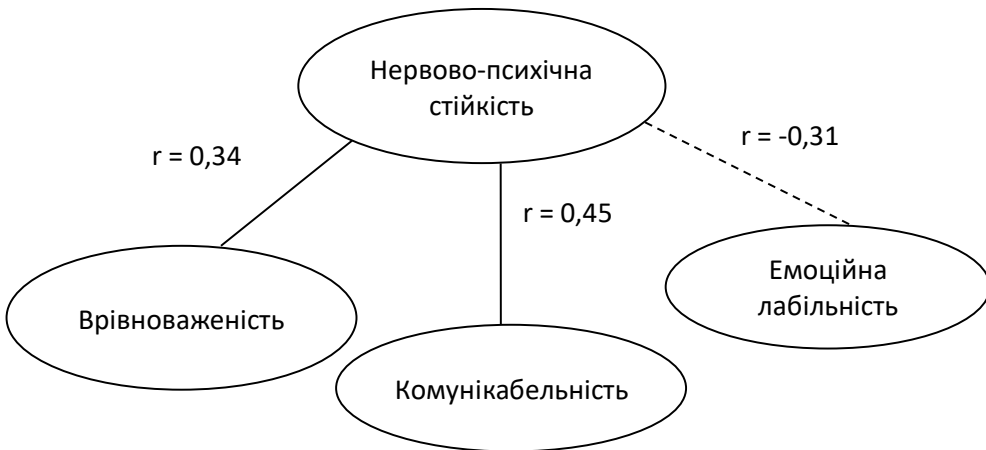 Нервово-психічна
стійкість
r = 0,34
r = -0,31
r = 0,45
Врівноваженість
Емоційна
лабільність
Комунікабельність